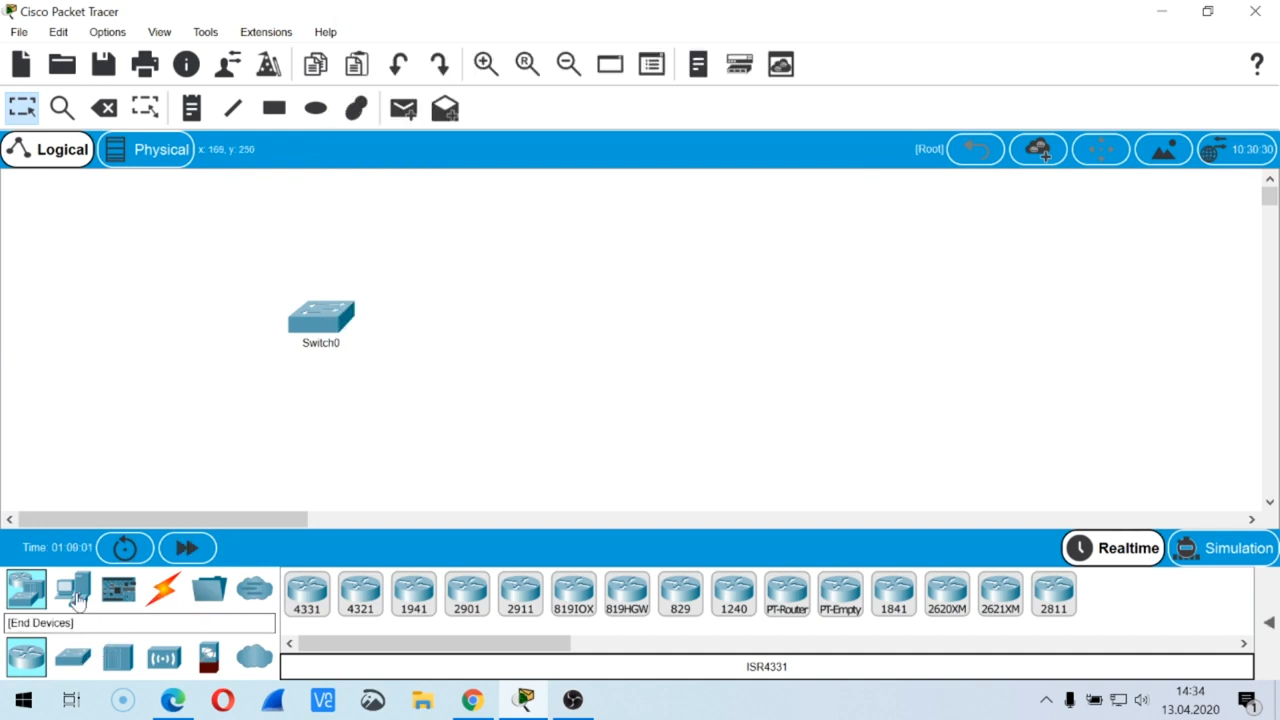 Cisco Packet Tracer
File Edit Options View Tools Extensions Help
Logical Physical x: 168, y: 250 [Root] 10:30:30
Switch0
Time: 01:09:01 Realtime Simulation
4331 4321 1941 2901 2911 819IOX 819HGW 829 1240 PT-Router PT-Empty 1841 2620XM 2621XM 2811
[End Devices]
ISR4331
14:34
13.04.2020
1